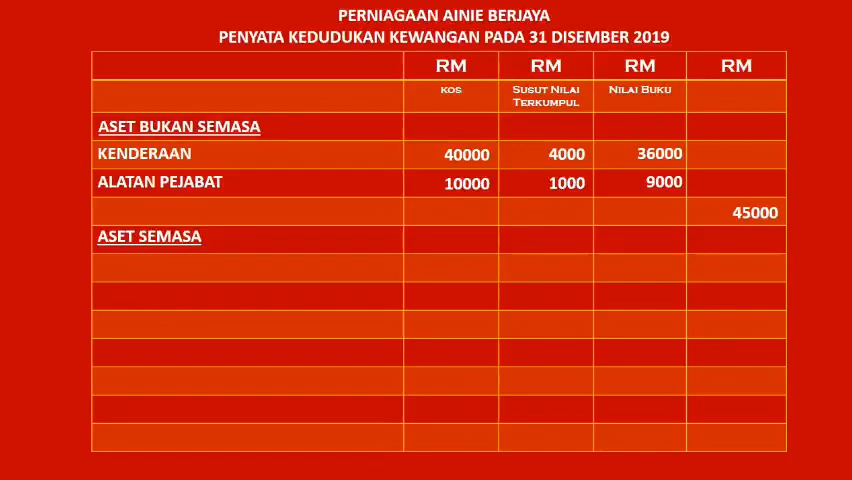 PERNIAGAAN AINIE BERJAYA
PENYATA KEDUDUKAN KEWANGAN PADA 31 DISEMBER 2019
RM RM RM RM
KOS SUSUT NILAI TERKUMPUL NILAI BUKU
ASET BUKAN SEMASA
KENDERAAN 40000 4000 36000
ALATAN PEJABAT 10000 1000 9000
45000
ASET SEMASA